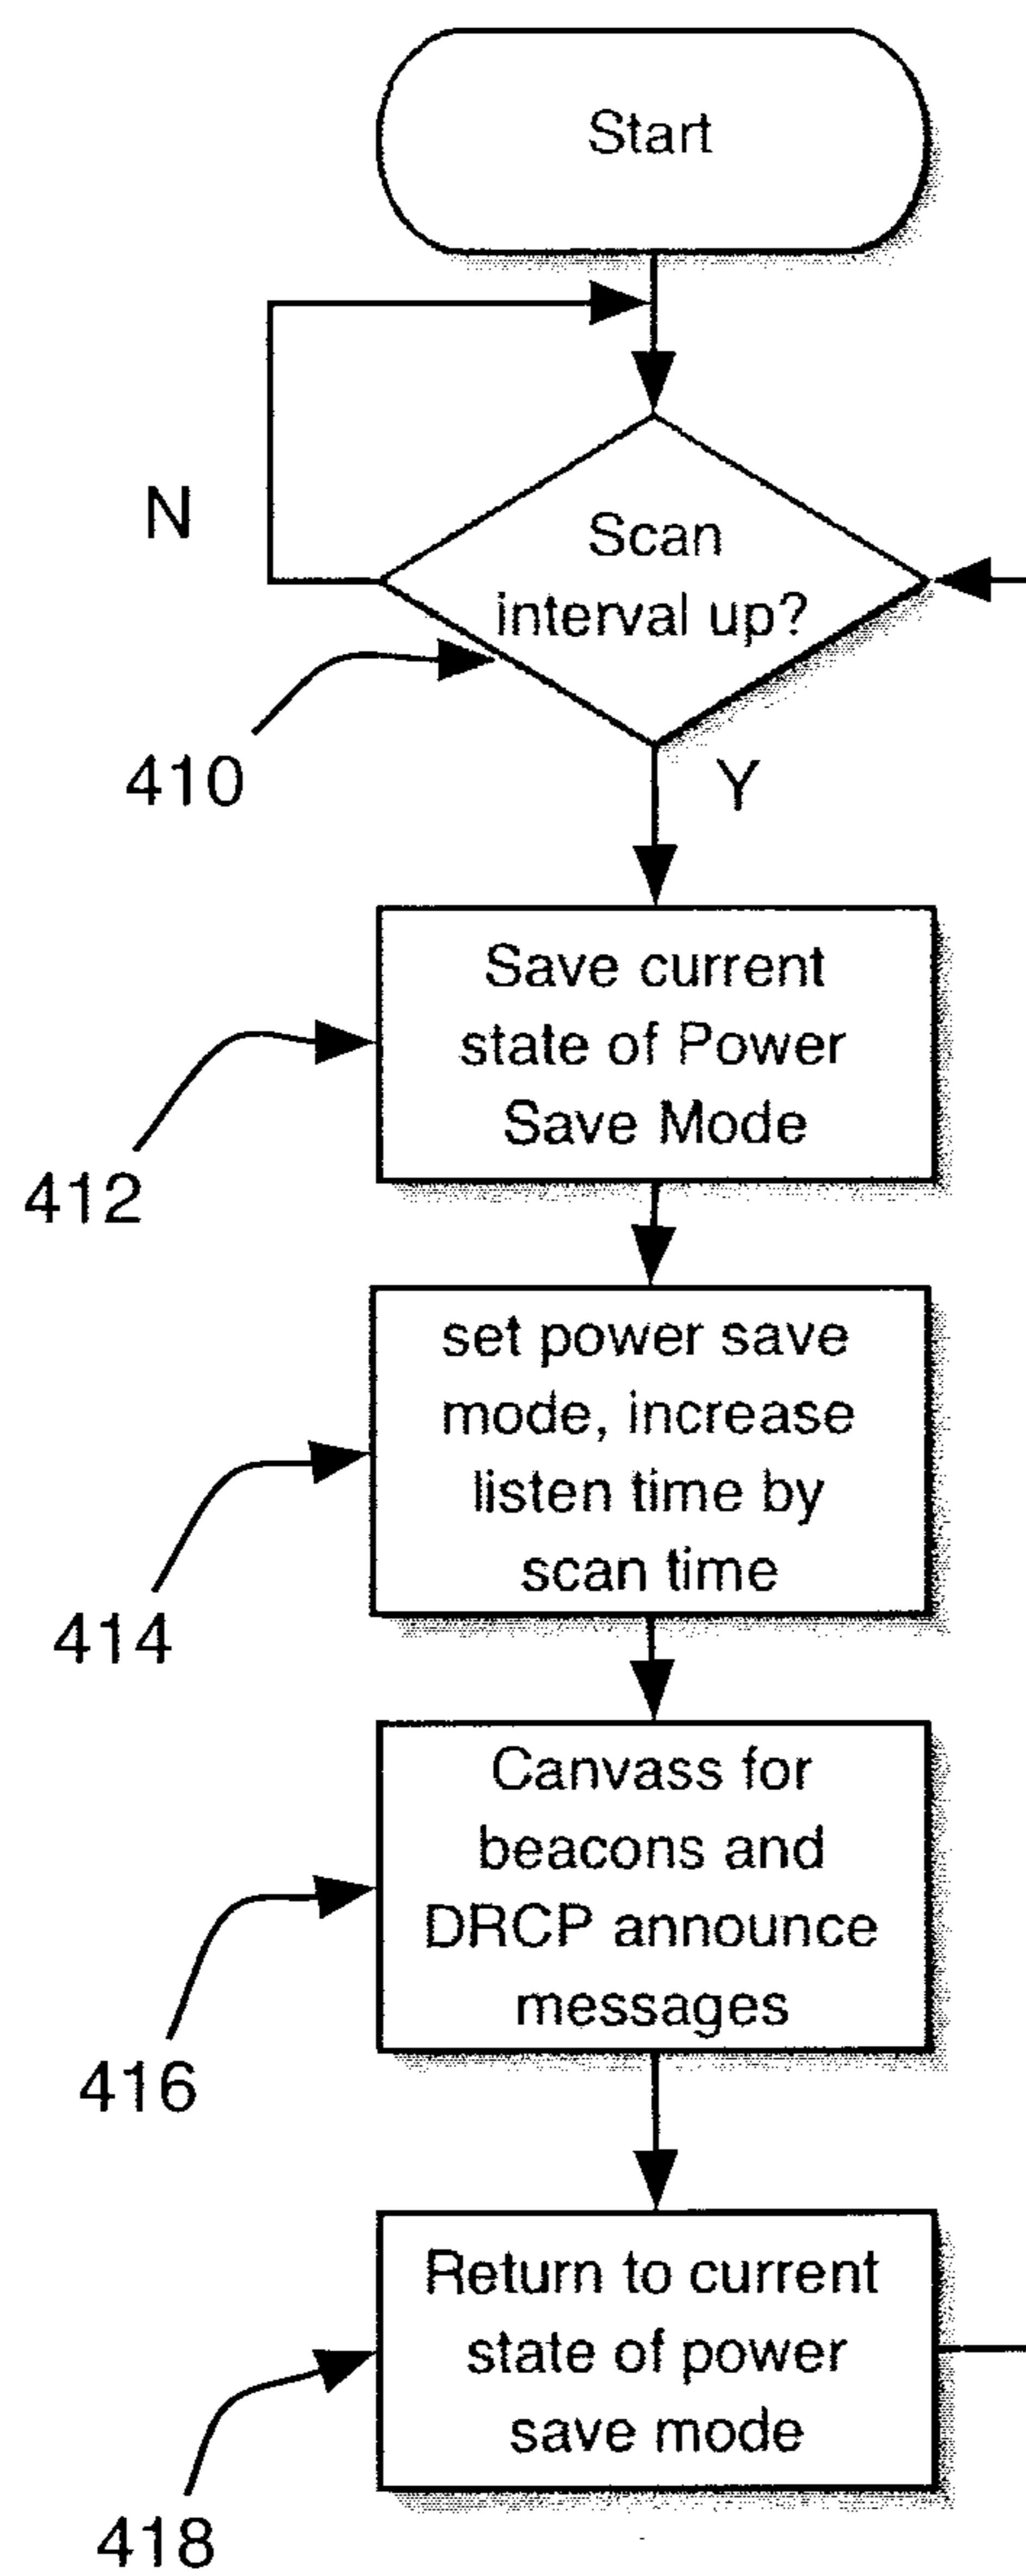 Start
N
Scan
interval up?
410
Y
Save current
state of Power
Save Mode
412
set power save
mode, increase
listen time by
scan time
414
Canvass for
beacons and
DRCP announce
messages
416
Return to current
state of power
save mode
418